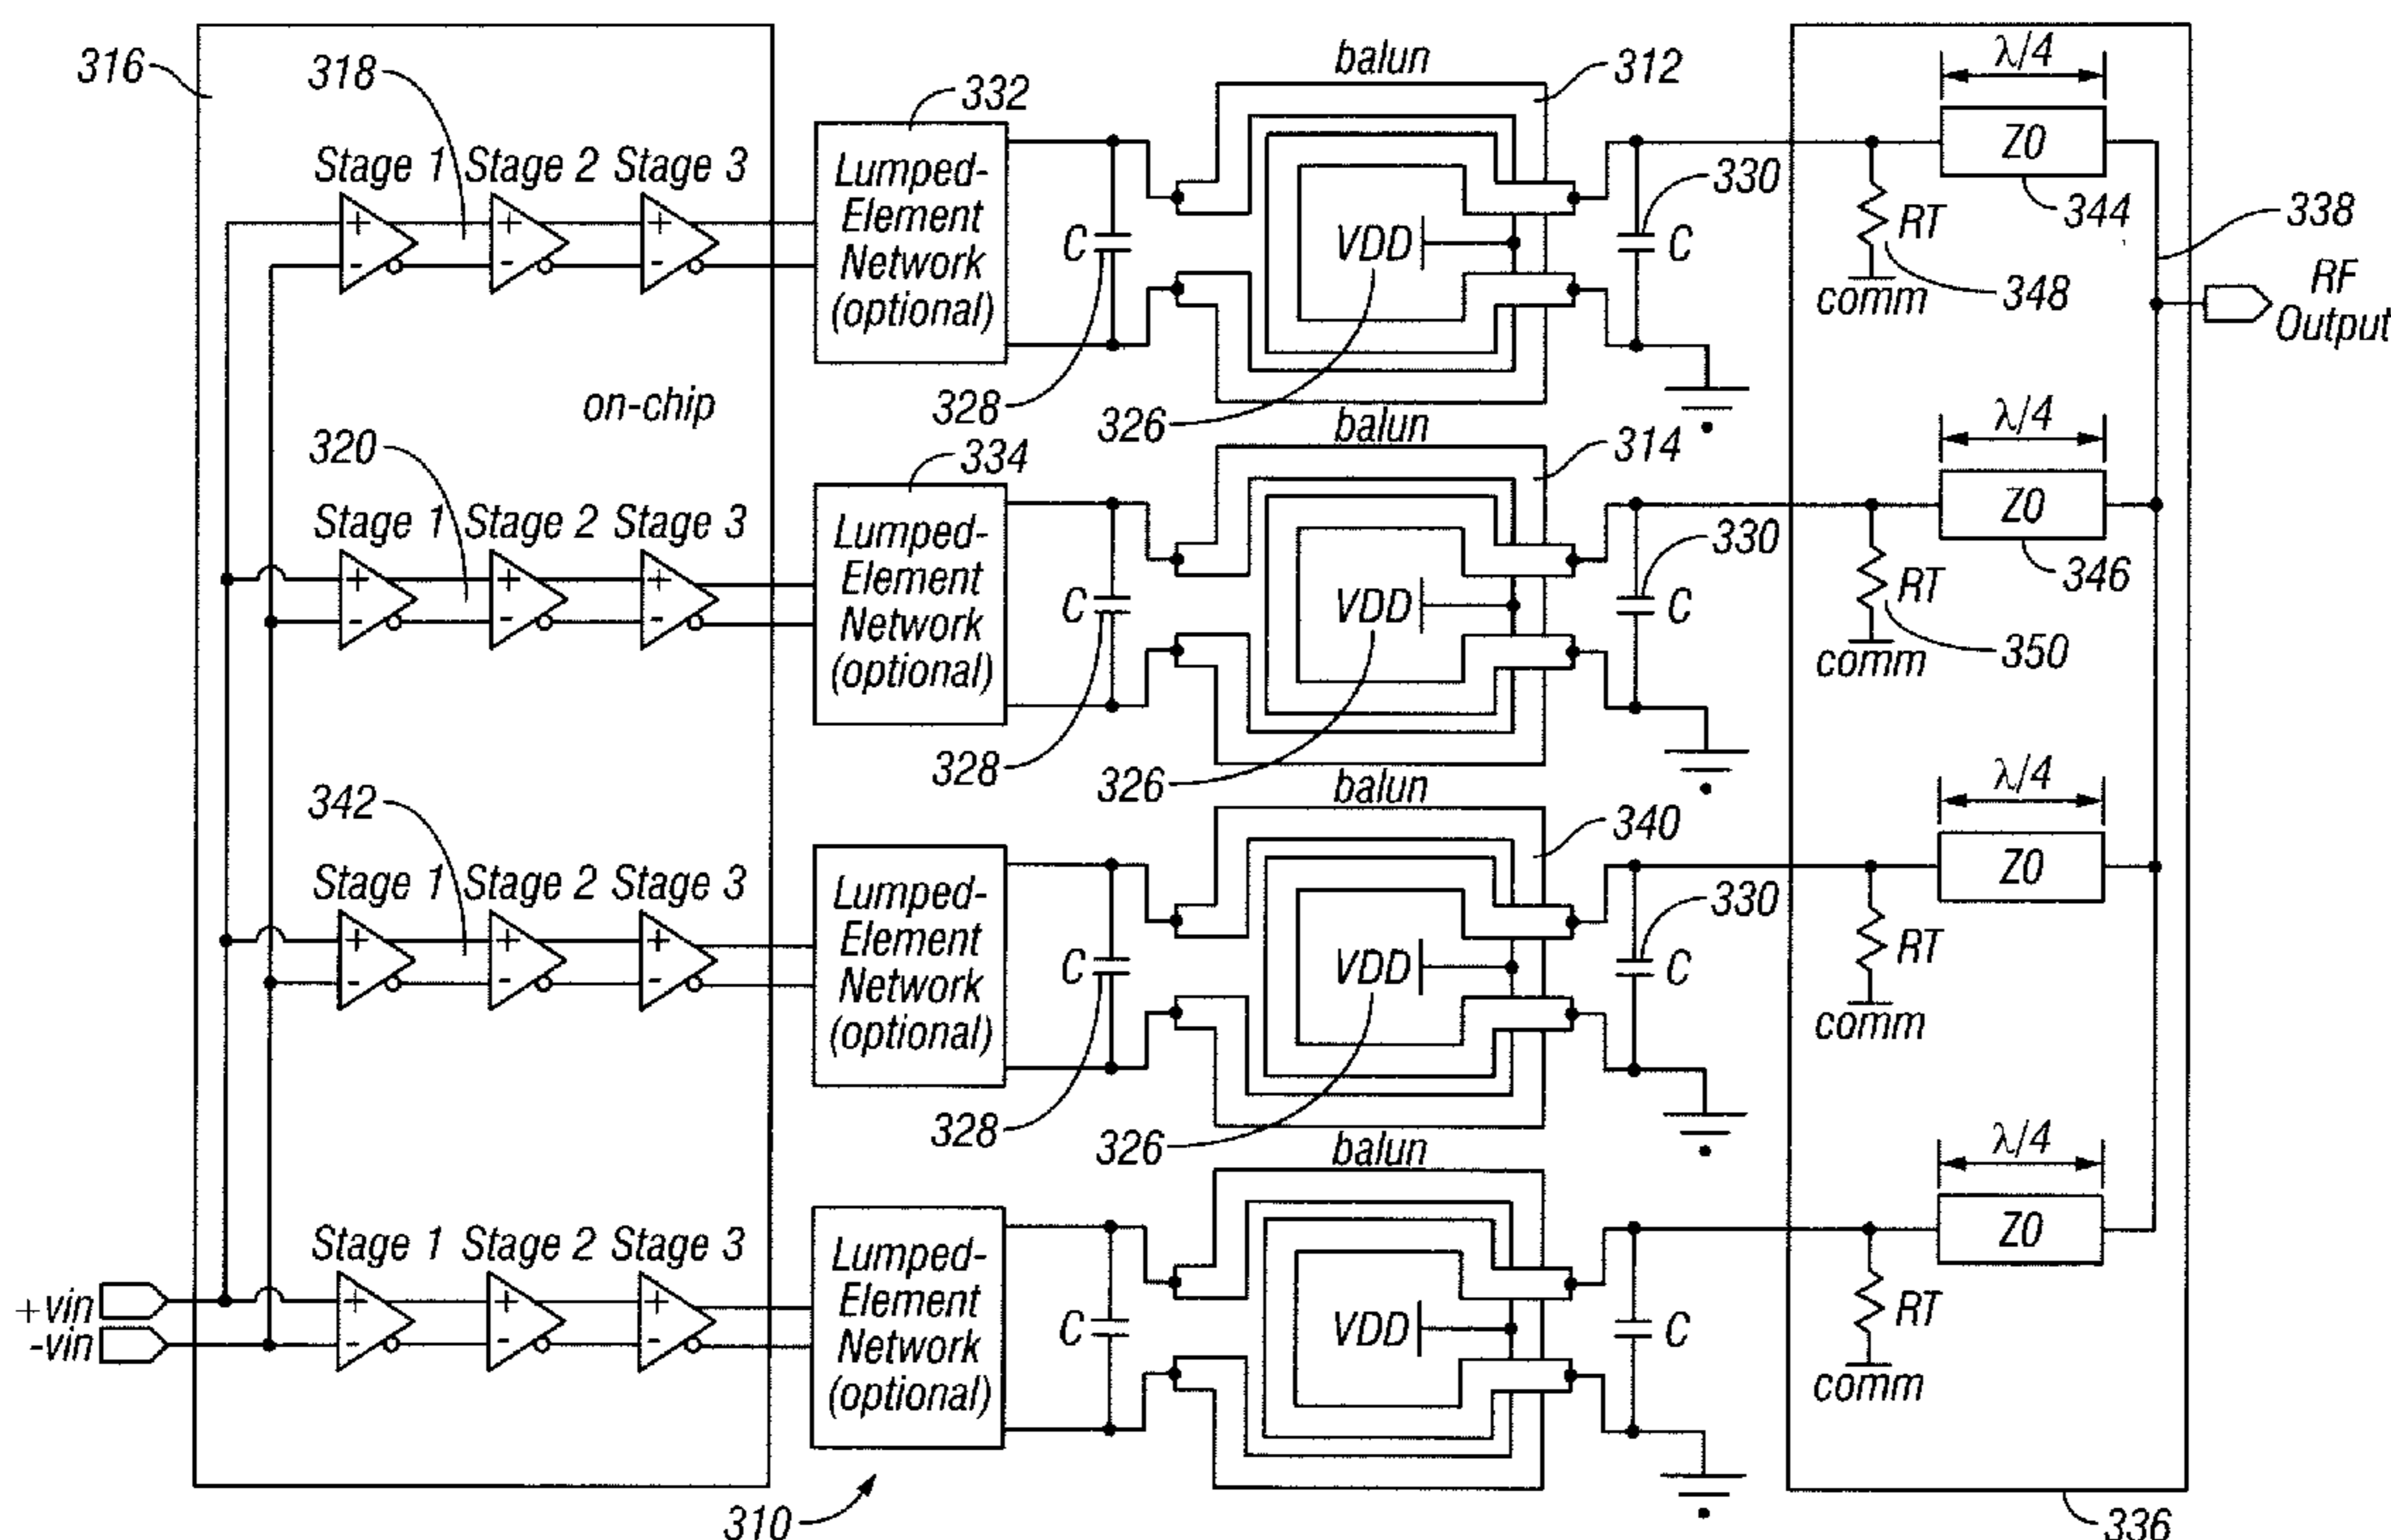 316
318
Stage 1 Stage 2 Stage 3
on-chip
332
Lumped-
Element
Network
(optional)
C
328
balun
312
VDD
326
330
C
λ/4
Z0
344
338
RT
348
comm
RF
Output
320
Stage 1 Stage 2 Stage 3
334
Lumped-
Element
Network
(optional)
C
328
balun
314
VDD
326
330
C
λ/4
Z0
346
RT
350
comm
342
Stage 1 Stage 2 Stage 3
Lumped-
Element
Network
(optional)
C
328
balun
340
VDD
326
330
C
λ/4
Z0
RT
comm
+vin
-vin
Stage 1 Stage 2 Stage 3
Lumped-
Element
Network
(optional)
C
balun
VDD
C
λ/4
Z0
RT
comm
310
336
+ + +
- - -
+ + +
- - -
+ + +
- - -
+ + +
- - -